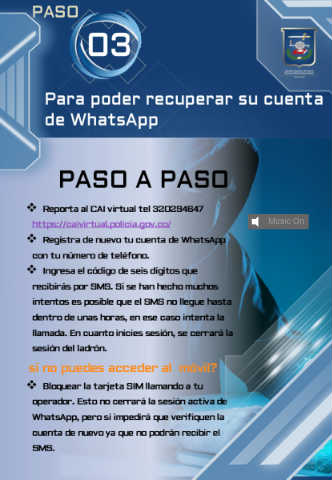 PASO
03
Para poder recuperar su cuenta
de WhatsApp
PASO A PASO
❖ Reporta al CAI virtual tel 320294647
https://caivirtual.policia.gov.co/
Music On
❖ Registra de nuevo tu cuenta de WhatsApp
con tu número de teléfono.
❖ Ingresa el código de seis dígitos que
recibirás por SMS. Si se han hecho muchos
intentos es posible que el SMS no llegue hasta
dentro de unas horas, en ese caso intenta la
llamada. En cuanto inicies sesión, se cerrará la
sesión del ladrón.
si no puedes acceder al móvil?
❖ Bloquear la tarjeta SIM llamando a tu
operador. Esto no cerrará la sesión activa de
WhatsApp, pero si impedirá que verifiquen la
cuenta de nuevo ya que no podrán recibir el
SMS.